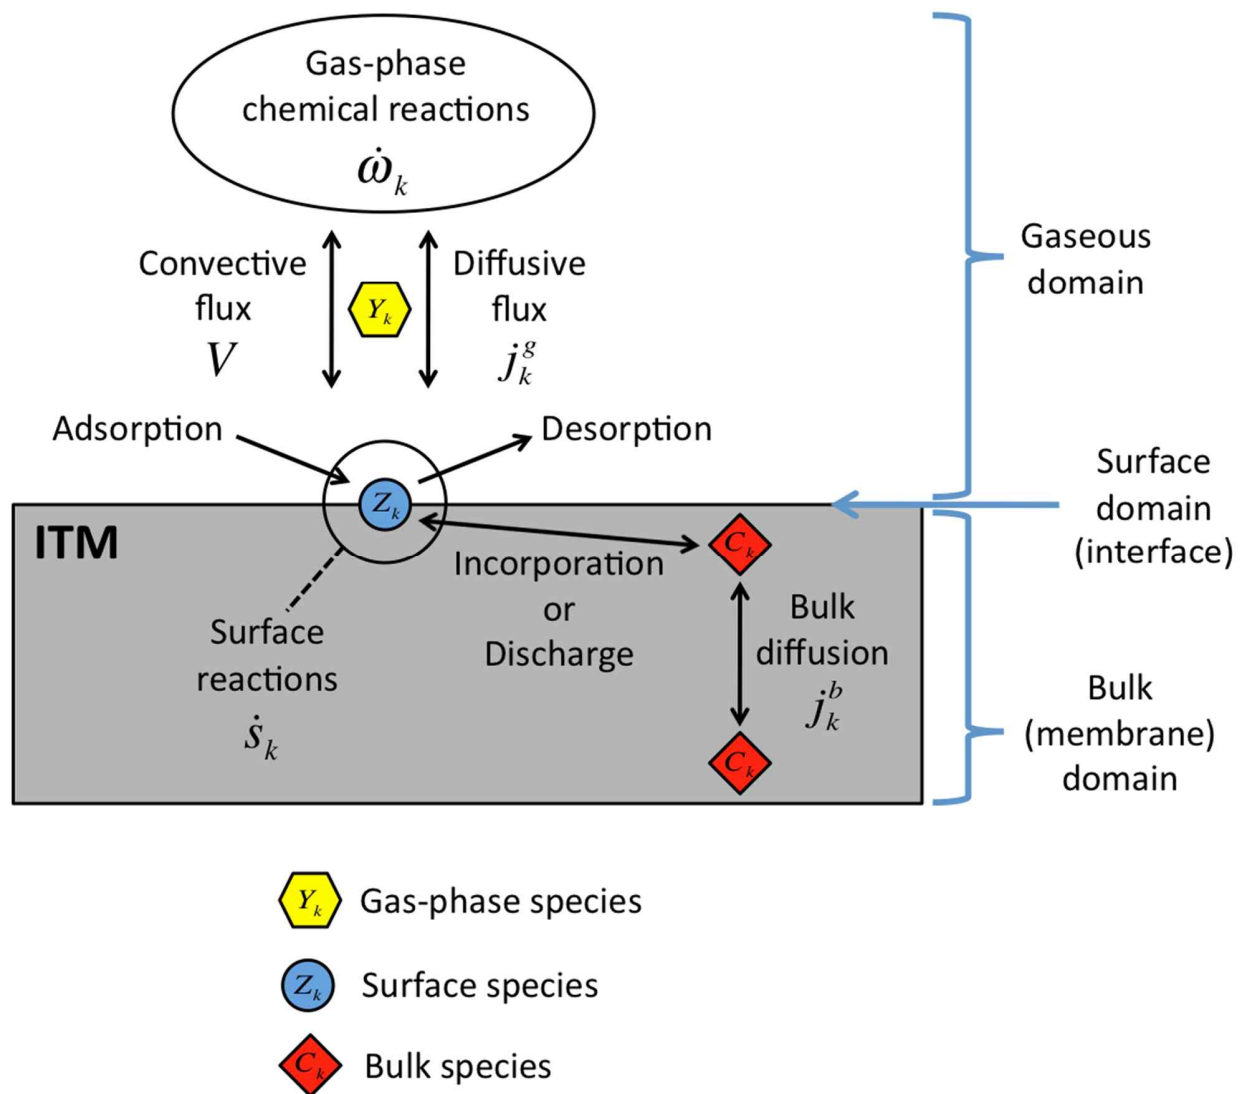 Gas-phase
chemical reactions
ω̇ₖ
Convective
flux
V
Yₖ
Diffusive
flux
jₖᵍ
Gaseous
domain
Adsorption
Desorption
Zₖ
Surface
domain
(interface)
ITM
Cₖ
Incorporation
or
Discharge
Surface
reactions
ṡₖ
Bulk
diffusion
jₖᵇ
Cₖ
Bulk
(membrane)
domain
Yₖ Gas-phase species
Zₖ Surface species
Cₖ Bulk species